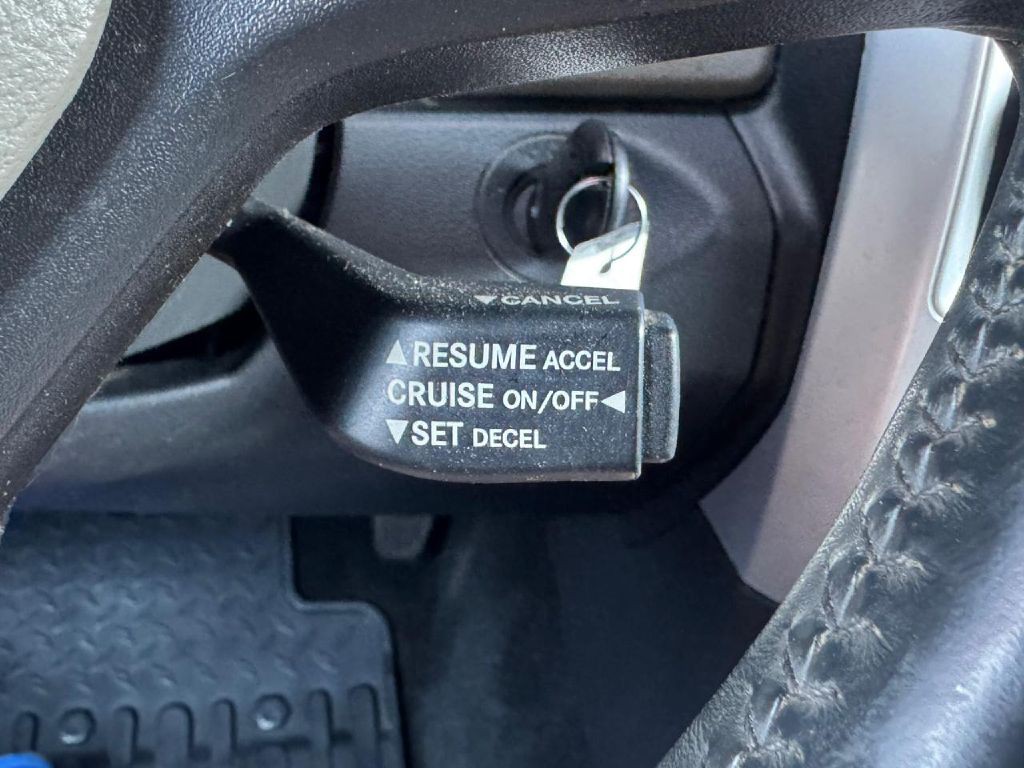 ▼CANCEL
▲RESUME ACCEL
CRUISE ON/OFF◀
▼SET DECEL